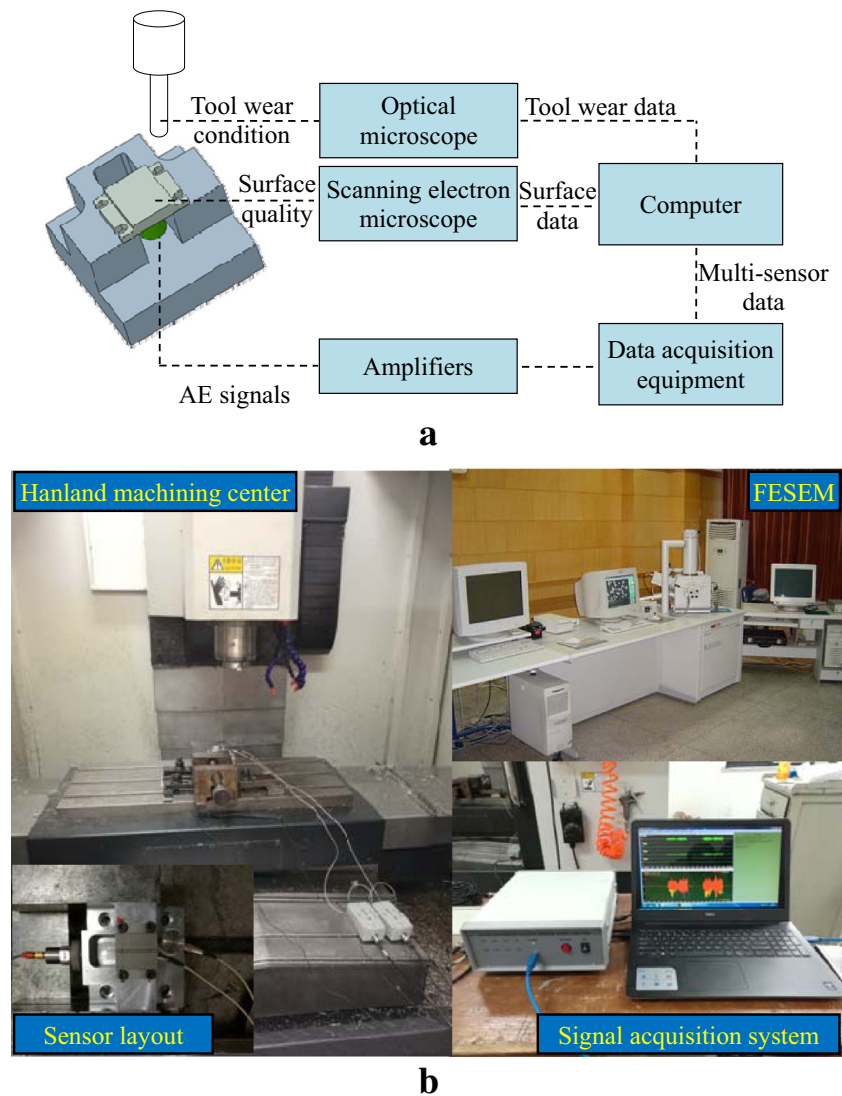 Tool wear
condition
Optical
microscope
Tool wear data
Surface
quality
Scanning electron
microscope
Surface
data
Computer
Multi-sensor
data
AE signals
Amplifiers
Data acquisition
equipment
a
Hanland machining center
FESEM
Sensor layout
Signal acquisition system
b